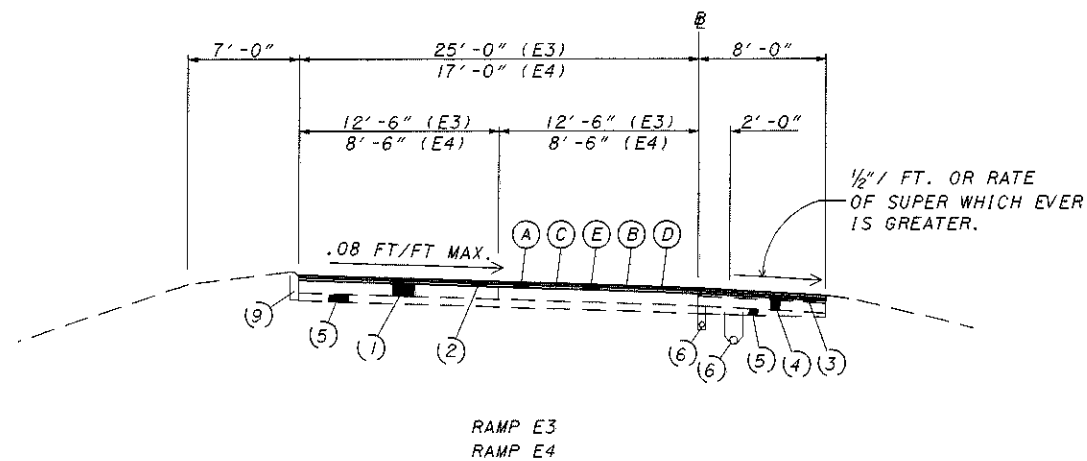 B
7'-0" 25'-0" (E3) 8'-0"
17'-0" (E4)
12'-6" (E3) 12'-6" (E3) 2'-0"
8'-6" (E4) 8'-6" (E4)
1/2"/ FT. OR RATE
OF SUPER WHICH EVER
IS GREATER.
.08 FT/FT MAX.
A C E B D
9 5 1 2 6 6 5 4 3
RAMP E3
RAMP E4